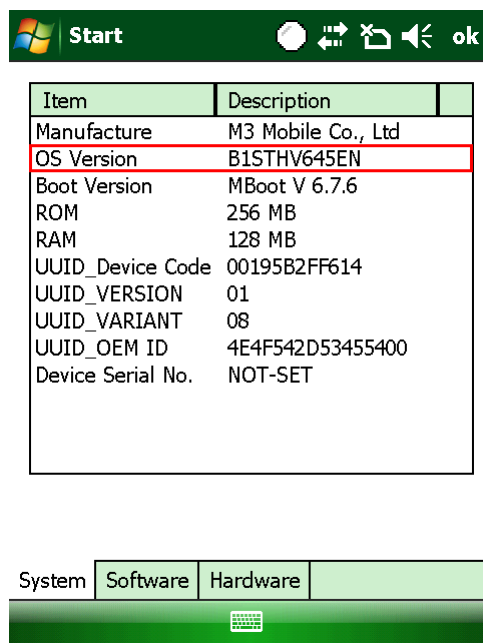 Start ok
Item Description
Manufacture M3 Mobile Co., Ltd
OS Version B1STHV645EN
Boot Version MBoot V 6.7.6
ROM 256 MB
RAM 128 MB
UUID_Device Code 00195B2FF614
UUID_VERSION 01
UUID_VARIANT 08
UUID_OEM ID 4E4F542D53455400
Device Serial No. NOT-SET
System Software Hardware